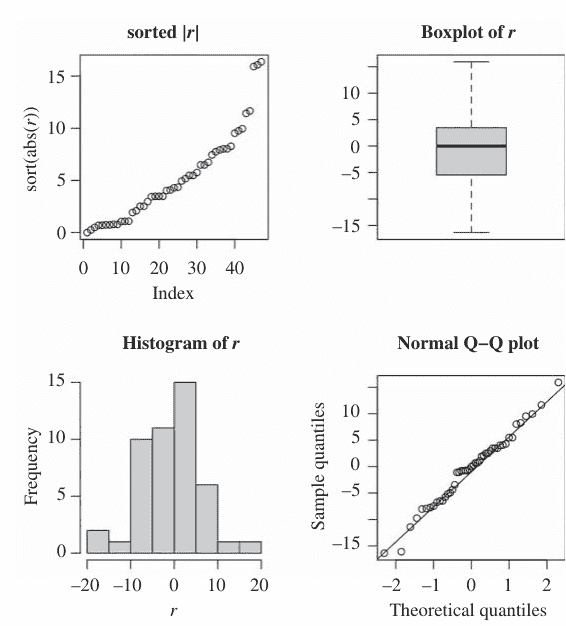 sorted |r|
sort(abs(r))
15
10
5
0
0 10 20 30 40
Index
Boxplot of r
10
5
0
−5
−15
Histogram of r
Frequency
15
10
5
0
−20 −10 0 10 20
r
Normal Q−Q plot
Sample quantiles
10
5
0
−5
−15
−2 −1 0 1 2
Theoretical quantiles